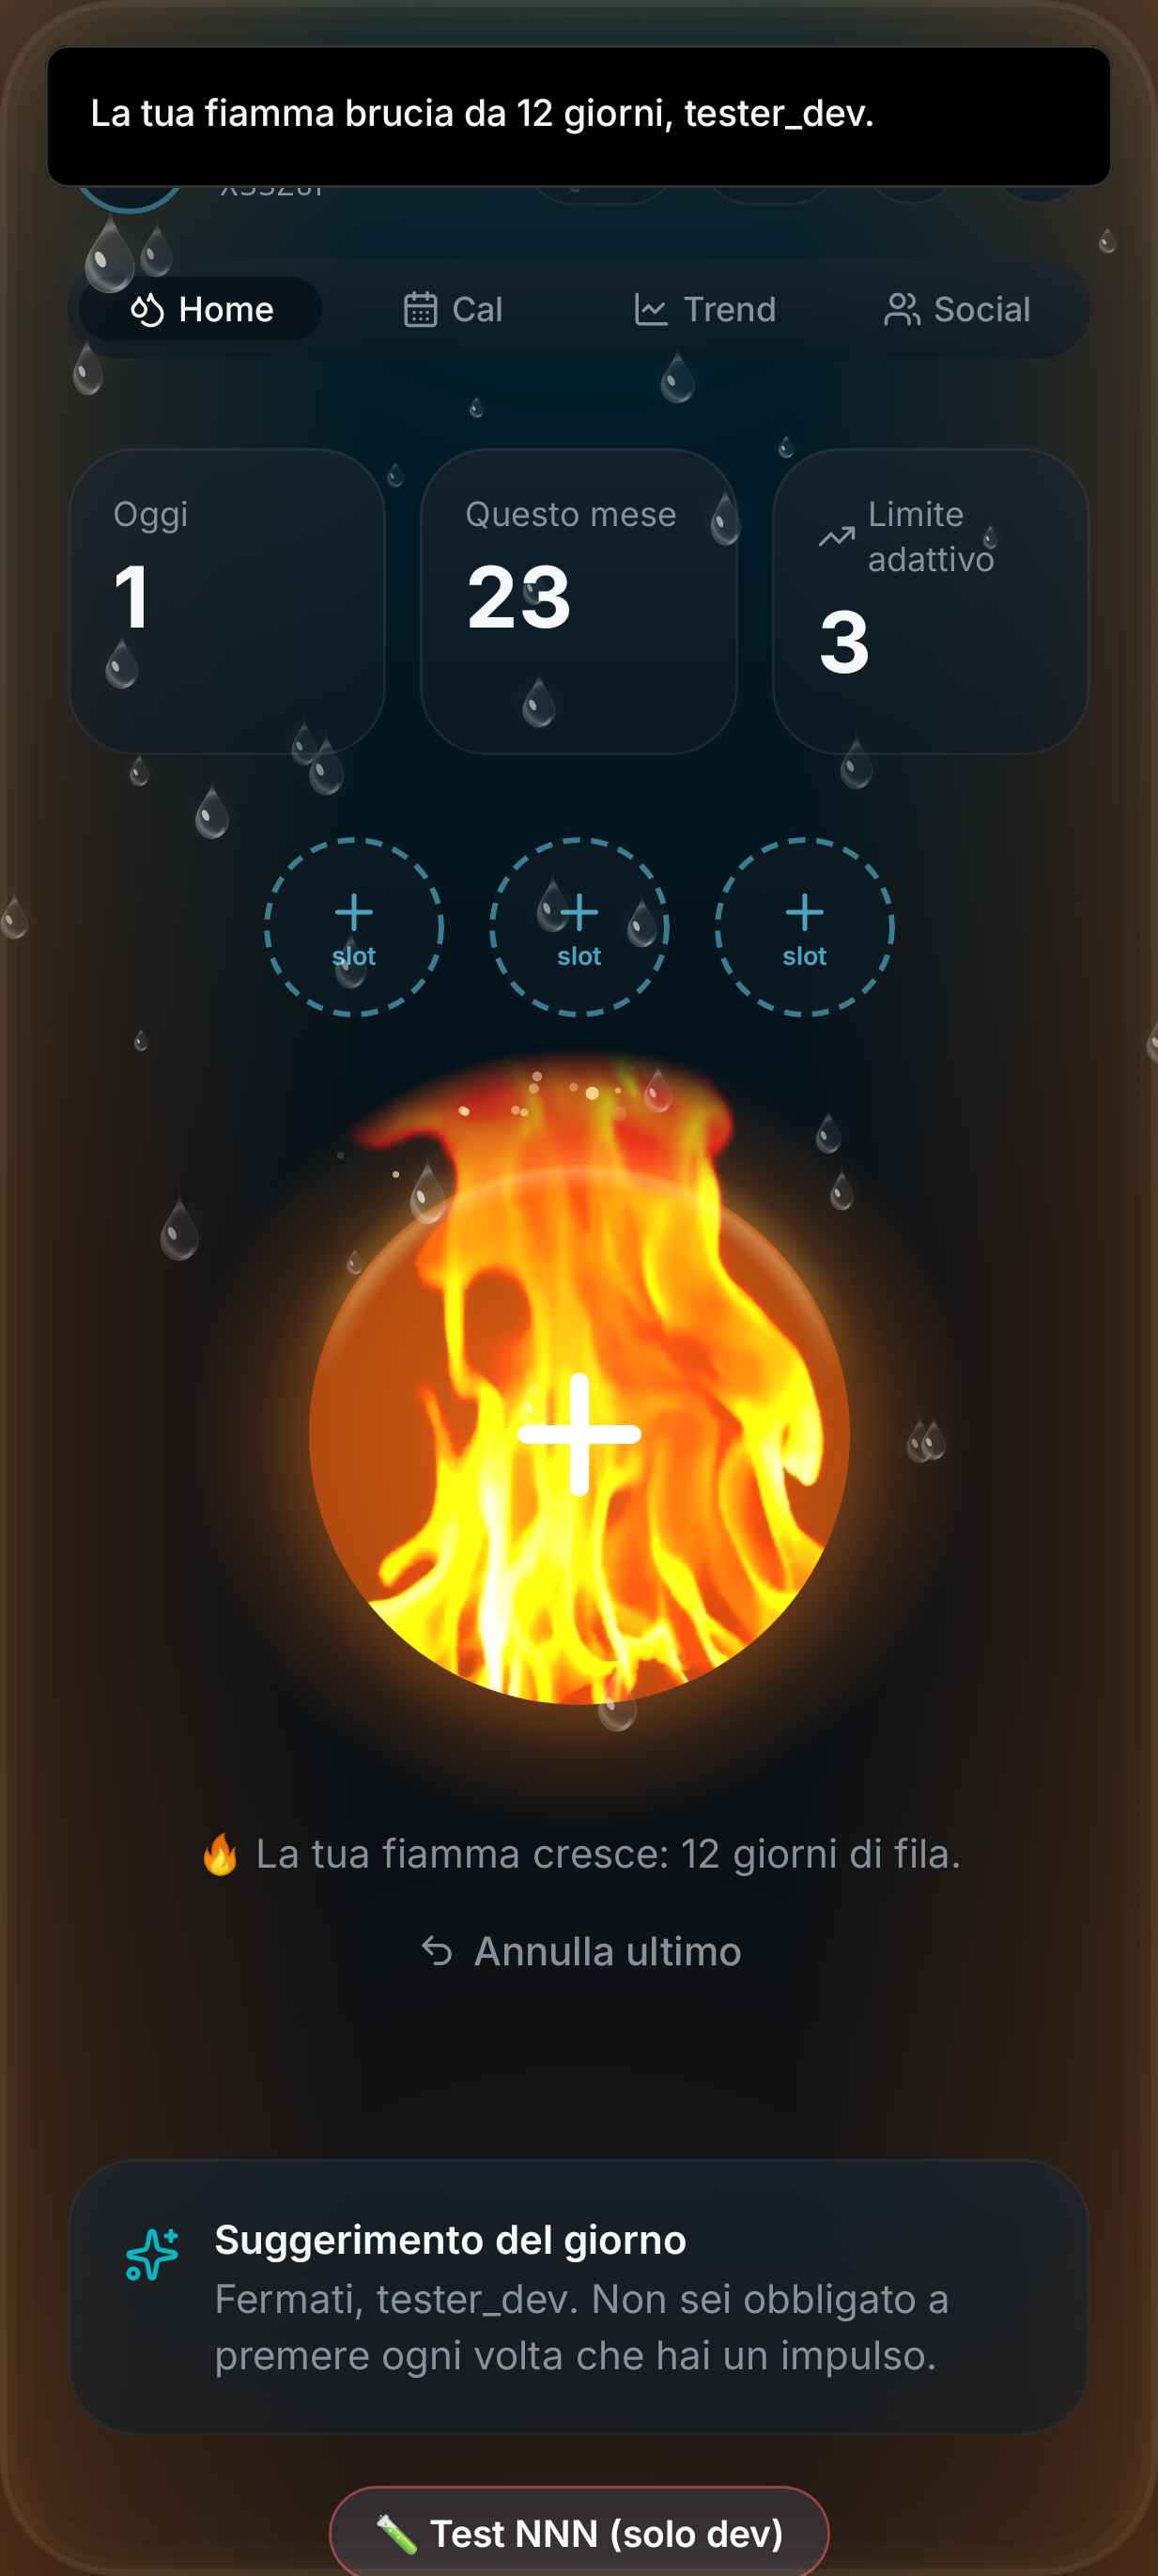 La tua fiamma brucia da 12 giorni, tester_dev.
Home
Cal
Trend
Social
Oggi
1
Questo mese
23
Limite
adattivo
3
slot
slot
slot
🔥 La tua fiamma cresce: 12 giorni di fila.
Annulla ultimo
Suggerimento del giorno
Fermati, tester_dev. Non sei obbligato a
premere ogni volta che hai un impulso.
🧪 Test NNN (solo dev)